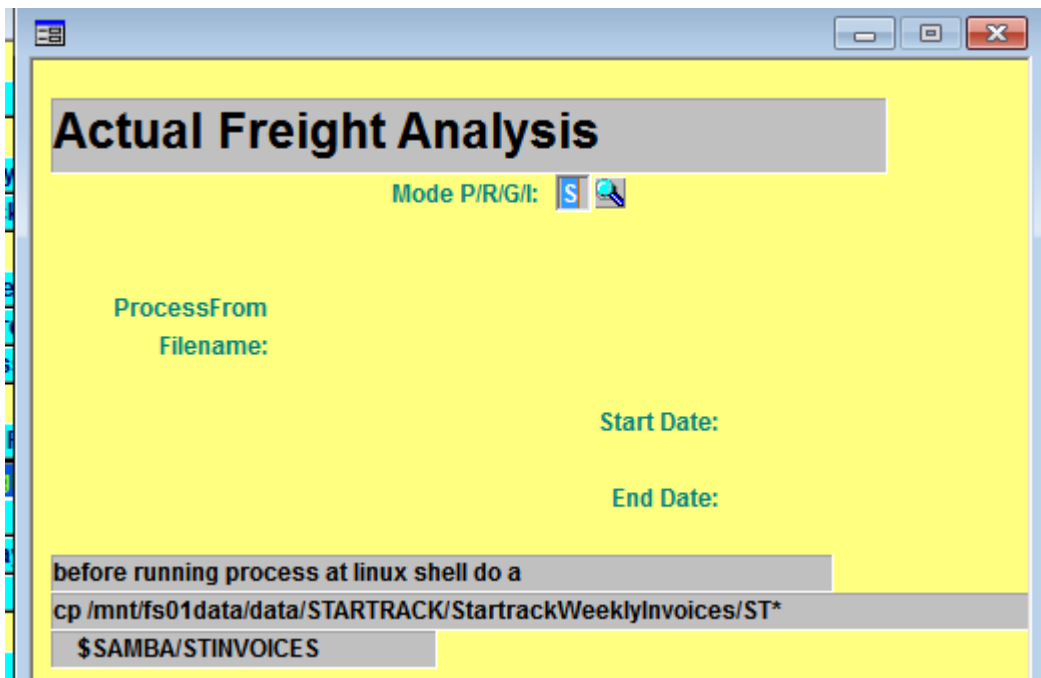 Actual Freight Analysis
Mode P/R/G/I: S
ProcessFrom
Filename:
Start Date:
End Date:
before running process at linux shell do a
cp /mnt/fs01data/data/STARTRACK/StartrackWeeklyInvoices/ST*
$SAMBA/STINVOICES